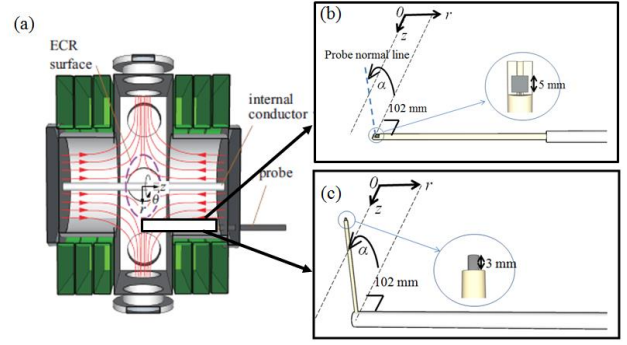 (a)
ECR
surface
internal
conductor
z
θ
probe
(b)
0
r
z
Probe normal line
α
102 mm
5 mm
(c)
0
r
z
α
102 mm
3 mm